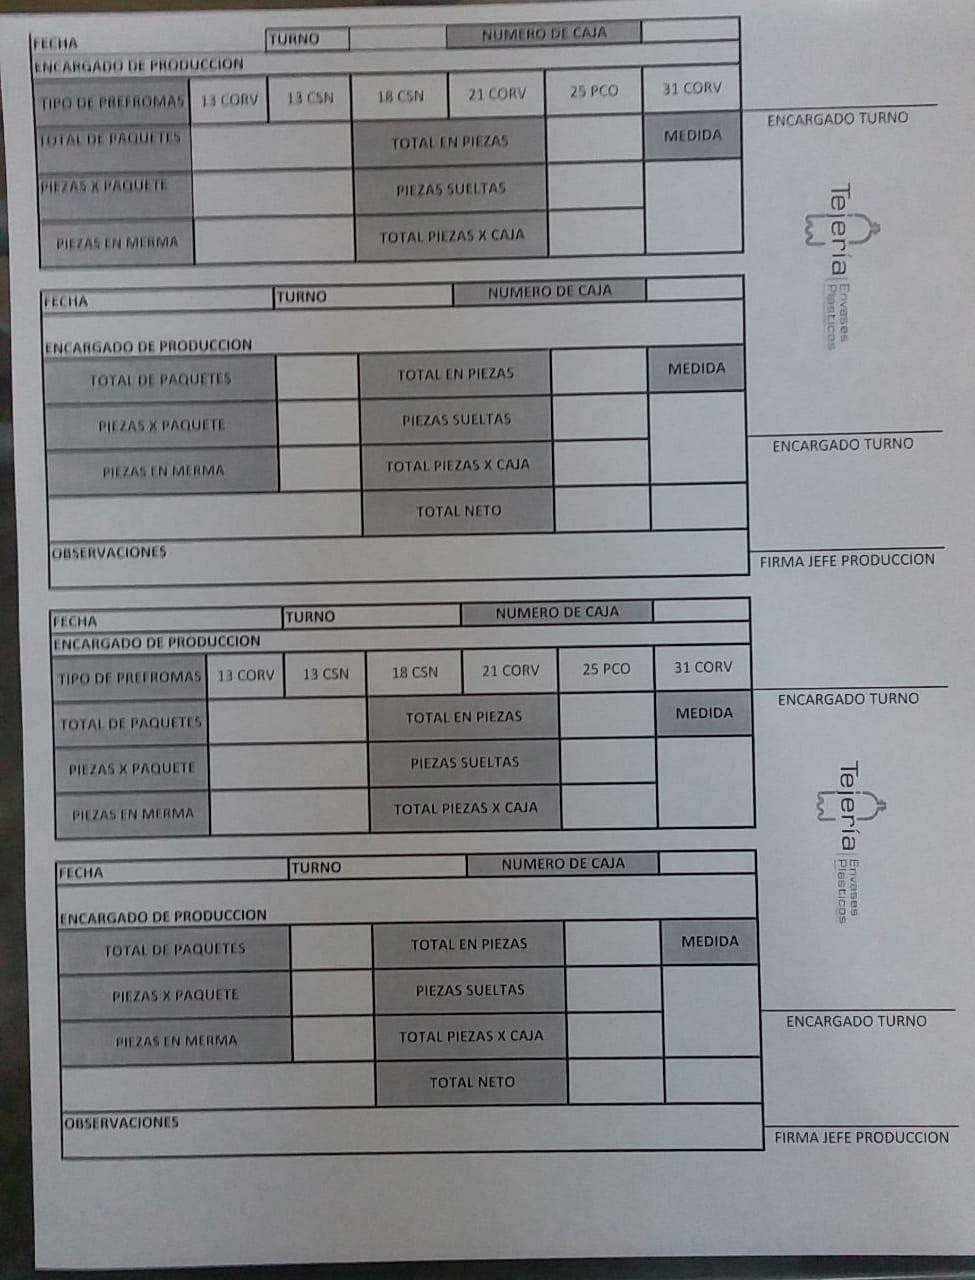 FECHA TURNO NUMERO DE CAJA
ENCARGADO DE PRODUCCION
TIPO DE PREFROMAS 13 CORV 13 CSN 18 CSN 21 CORV 25 PCO 31 CORV
TOTAL DE PAQUETES TOTAL EN PIEZAS MEDIDA
PIEZAS X PAQUETE PIEZAS SUELTAS
PIEZAS EN MERMA TOTAL PIEZAS X CAJA
ENCARGADO TURNO
Tejería
Envases
Plasticos
FECHA TURNO NUMERO DE CAJA
ENCARGADO DE PRODUCCION
TOTAL DE PAQUETES TOTAL EN PIEZAS MEDIDA
PIEZAS X PAQUETE PIEZAS SUELTAS
PIEZAS EN MERMA TOTAL PIEZAS X CAJA
TOTAL NETO
OBSERVACIONES
ENCARGADO TURNO
FIRMA JEFE PRODUCCION
FECHA TURNO NUMERO DE CAJA
ENCARGADO DE PRODUCCION
TIPO DE PREFROMAS 13 CORV 13 CSN 18 CSN 21 CORV 25 PCO 31 CORV
TOTAL DE PAQUETES TOTAL EN PIEZAS MEDIDA
PIEZAS X PAQUETE PIEZAS SUELTAS
PIEZAS EN MERMA TOTAL PIEZAS X CAJA
ENCARGADO TURNO
Tejería
Envases
Plasticos
FECHA TURNO NUMERO DE CAJA
ENCARGADO DE PRODUCCION
TOTAL DE PAQUETES TOTAL EN PIEZAS MEDIDA
PIEZAS X PAQUETE PIEZAS SUELTAS
PIEZAS EN MERMA TOTAL PIEZAS X CAJA
TOTAL NETO
OBSERVACIONES
ENCARGADO TURNO
FIRMA JEFE PRODUCCION